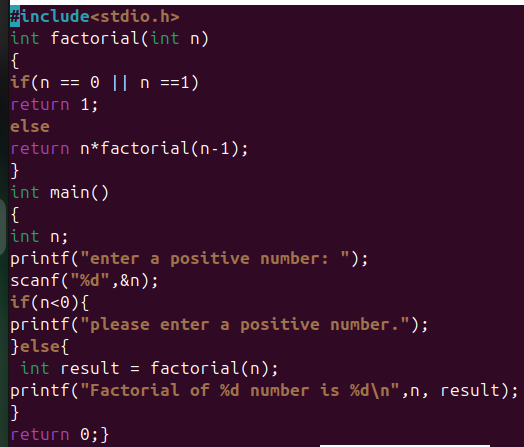 #include<stdio.h>
int factorial(int n)
{
if(n == 0 || n ==1)
return 1;
else
return n*factorial(n-1);
}
int main()
{
int n;
printf("enter a positive number: ");
scanf("%d",&n);
if(n<0){
printf("please enter a positive number.");
}else{
 int result = factorial(n);
printf("Factorial of %d number is %d\n",n, result);
}
return 0;}